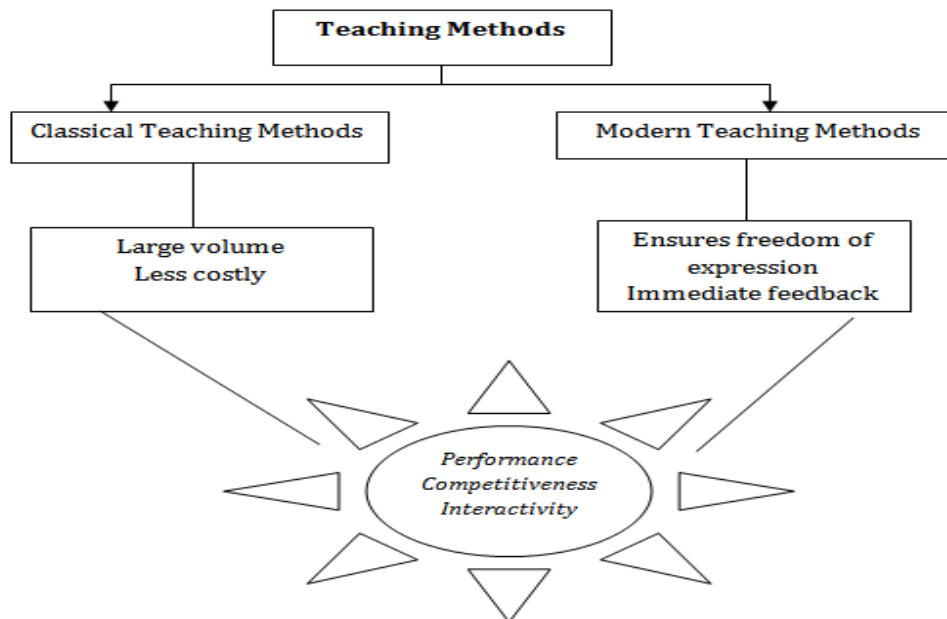 Teaching Methods
Classical Teaching Methods
Modern Teaching Methods
Large volume
Less costly
Ensures freedom of
expression
Immediate feedback
Performance
Competitiveness
Interactivity